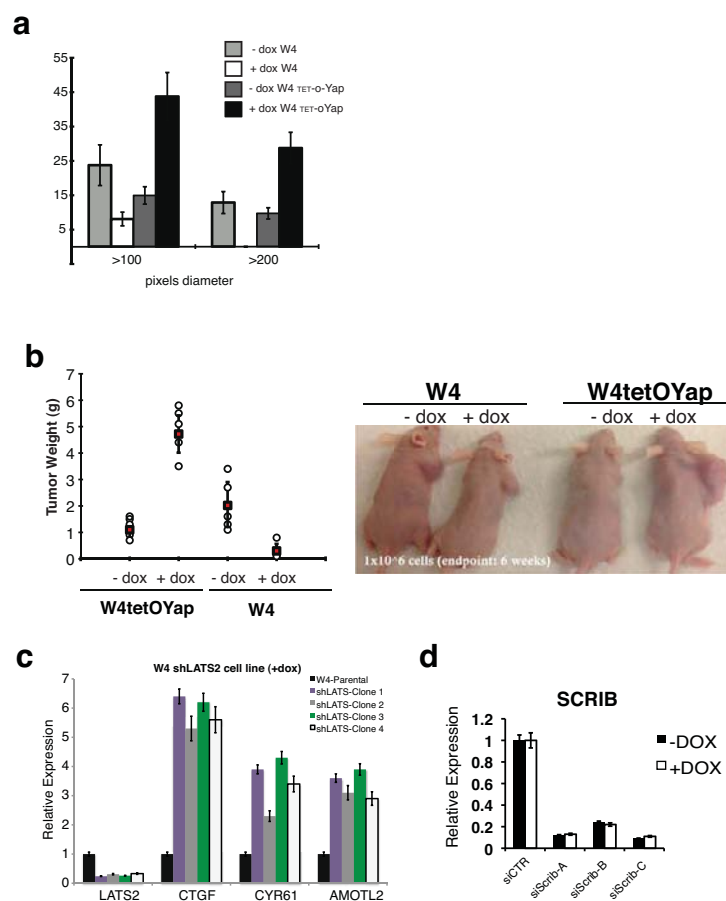 a
- dox W4
+ dox W4
- dox W4 TET-o-Yap
+ dox W4 TET-oYap
55
45
35
25
15
5
>100 >200
pixels diameter
b
Tumor Weight (g)
7
6
5
4
3
2
1
0
- dox + dox - dox + dox
W4tetOYap W4
W4 W4tetOYap
- dox + dox - dox + dox
1x10^6 cells (endpoint: 6 weeks)
c
W4 shLATS2 cell line (+dox)
W4-Parental
shLATS-Clone 1
shLATS-Clone 2
shLATS-Clone 3
shLATS-Clone 4
Relative Expression
7
6
5
4
3
2
1
0
LATS2 CTGF CYR61 AMOTL2
d
SCRIB
-DOX
+DOX
Relative Expression
1.2
1
0.8
0.6
0.4
0.2
0
siCTR siScrib-A siScrib-B siScrib-C